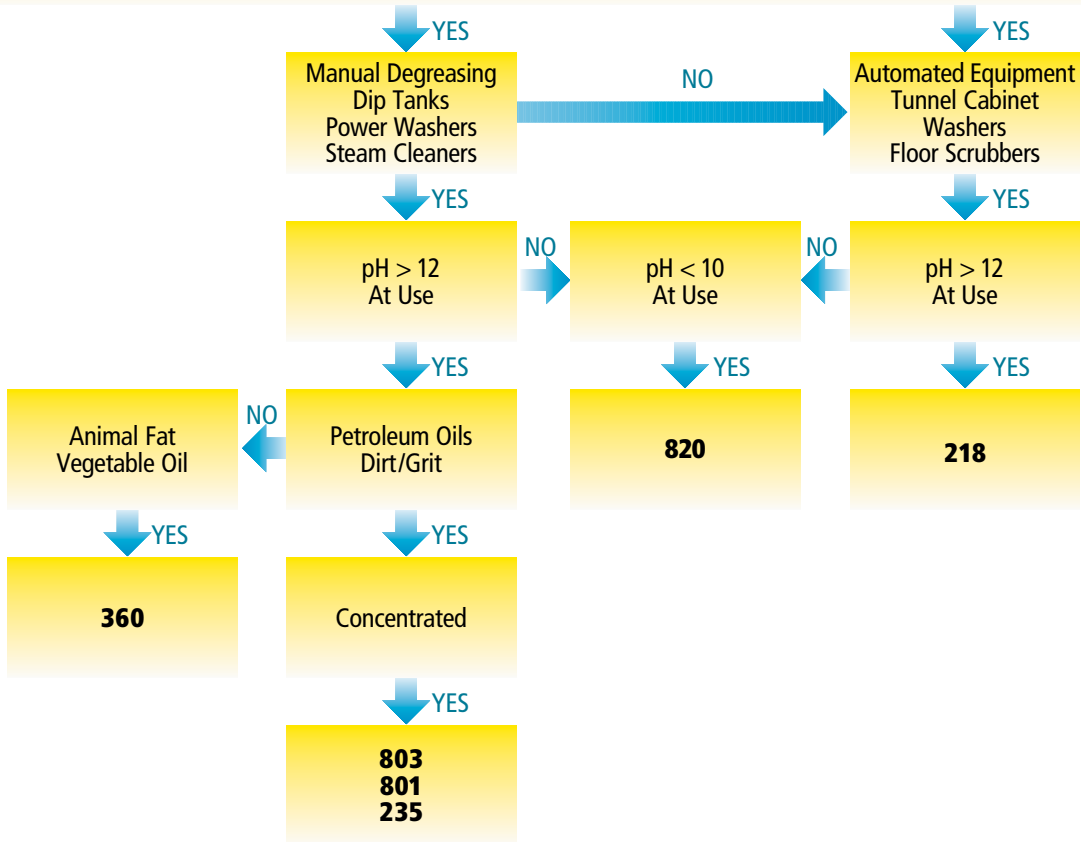 YES
YES
Manual Degreasing
Dip Tanks
Power Washers
Steam Cleaners
NO
Automated Equipment
Tunnel Cabinet
Washers
Floor Scrubbers
YES
YES
pH > 12
At Use
NO
pH < 10
At Use
NO
pH > 12
At Use
YES
YES
YES
Animal Fat
Vegetable Oil
NO
Petroleum Oils
Dirt/Grit
820
218
YES
YES
360
Concentrated
YES
803
801
235